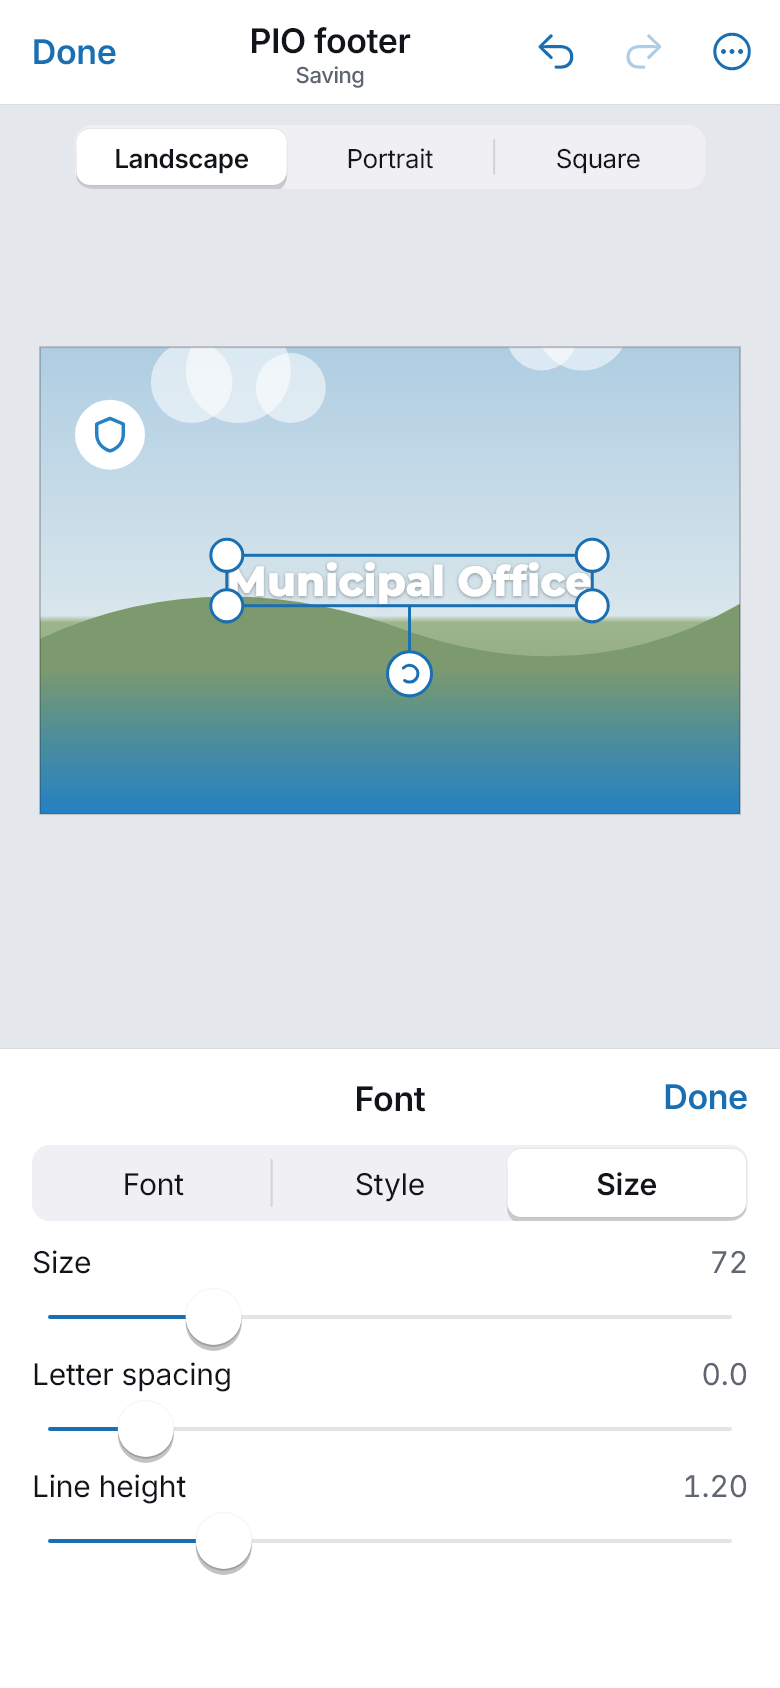 Done
PIO footer
Saving
Landscape
Portrait
Square
Municipal Office
Font
Done
Font
Style
Size
Size
72
Letter spacing
0.0
Line height
1.20